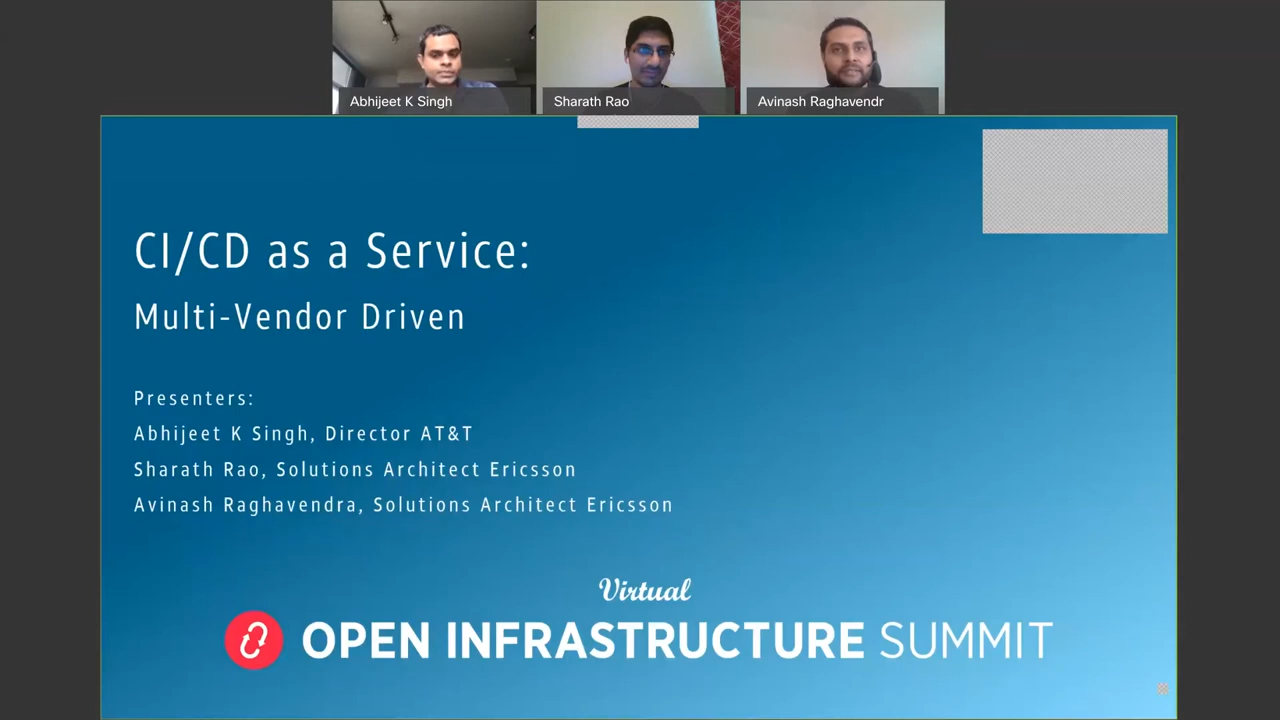 Abhijeet K Singh
Sharath Rao
Avinash Raghavendr
CI/CD as a Service:
Multi-Vendor Driven
Presenters:
Abhijeet K Singh, Director AT&T
Sharath Rao, Solutions Architect Ericsson
Avinash Raghavendra, Solutions Architect Ericsson
Virtual
OPEN INFRASTRUCTURE SUMMIT